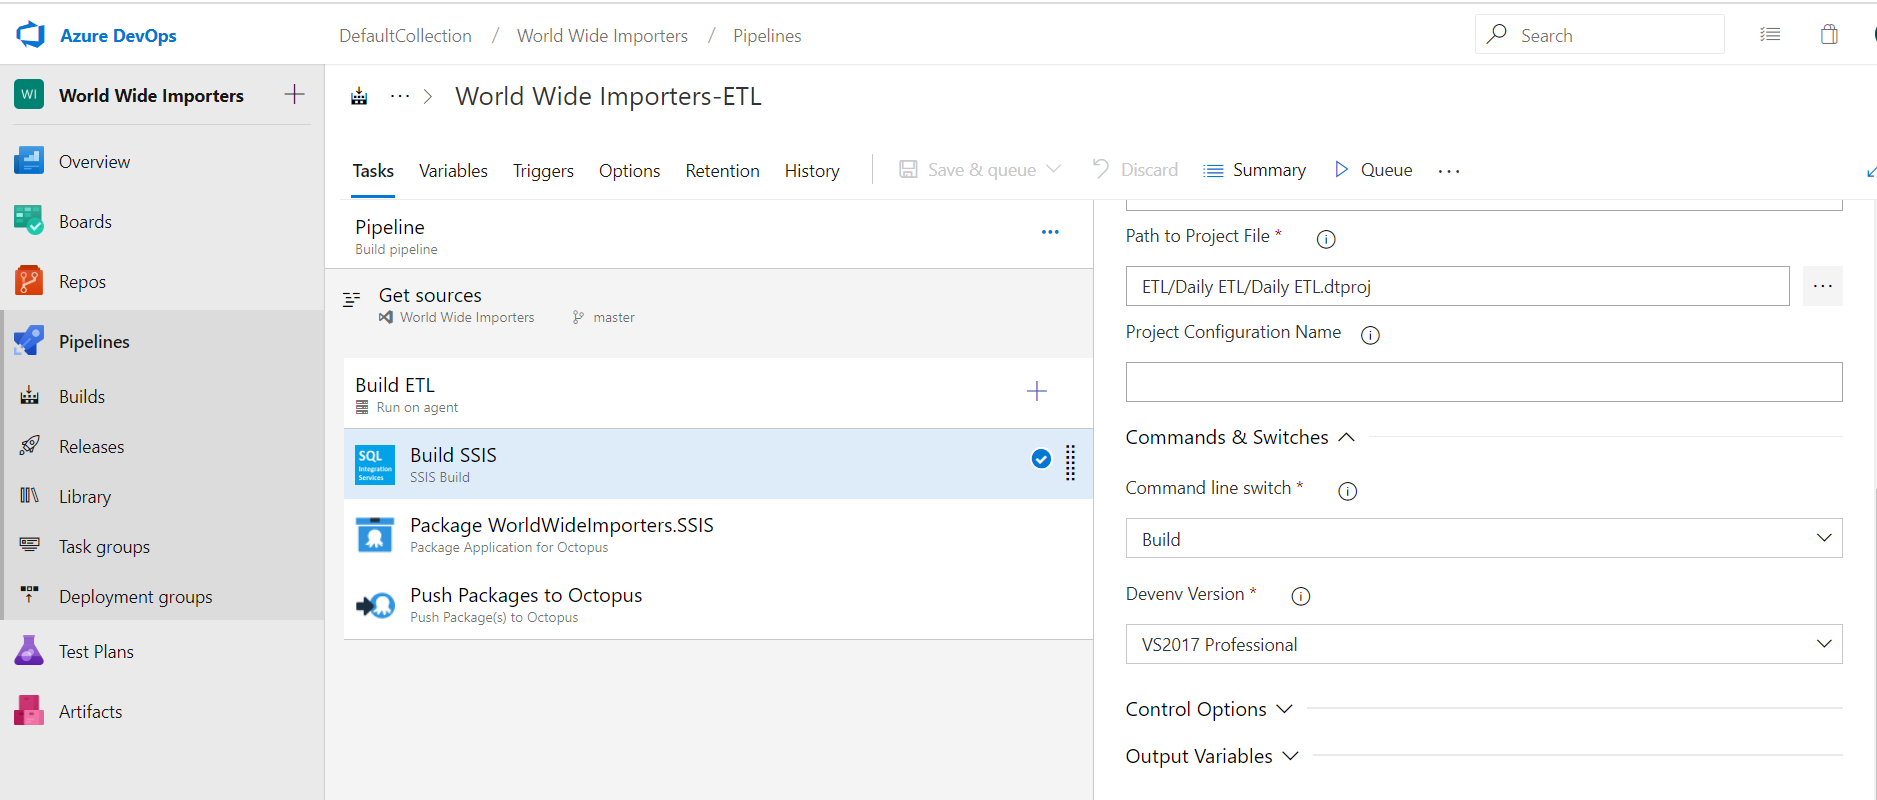 Azure DevOps
DefaultCollection / World Wide Importers / Pipelines
Search
WI World Wide Importers
World Wide Importers-ETL
Overview
Boards
Repos
Pipelines
Builds
Releases
Library
Task groups
Deployment groups
Test Plans
Artifacts
Tasks Variables Triggers Options Retention History Save & queue Discard Summary Queue
Pipeline
Build pipeline
Get sources
World Wide Importers master
Build ETL
Run on agent
SQL Integration Services
Build SSIS
SSIS Build
Package WorldWideImporters.SSIS
Package Application for Octopus
Push Packages to Octopus
Push Package(s) to Octopus
Path to Project File *
ETL/Daily ETL/Daily ETL.dtproj
Project Configuration Name
Commands & Switches
Command line switch *
Build
Devenv Version *
VS2017 Professional
Control Options
Output Variables